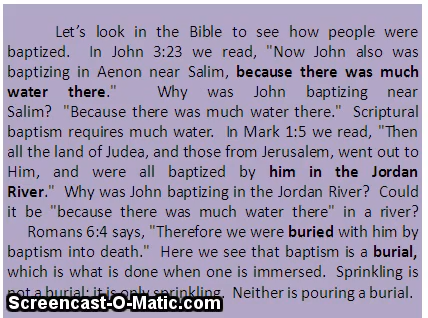 Let's look in the Bible to see how people were
baptized. In John 3:23 we read, "Now John also was
baptizing in Aenon near Salim, because there was much
water there." Why was John baptizing near
Salim? "Because there was much water there." Scriptural
baptism requires much water. In Mark 1:5 we read, "Then
all the land of Judea, and those from Jerusalem, went out to
Him, and were all baptized by him in the Jordan
River." Why was John baptizing in the Jordan River? Could
it be "because there was much water there" in a river?
Romans 6:4 says, "Therefore we were buried with him by
baptism into death." Here we see that baptism is a burial,
which is what is done when one is immersed. Sprinkling is
not a burial; it is only sprinkling. Neither is pouring a burial.
Screencast-O-Matic.com